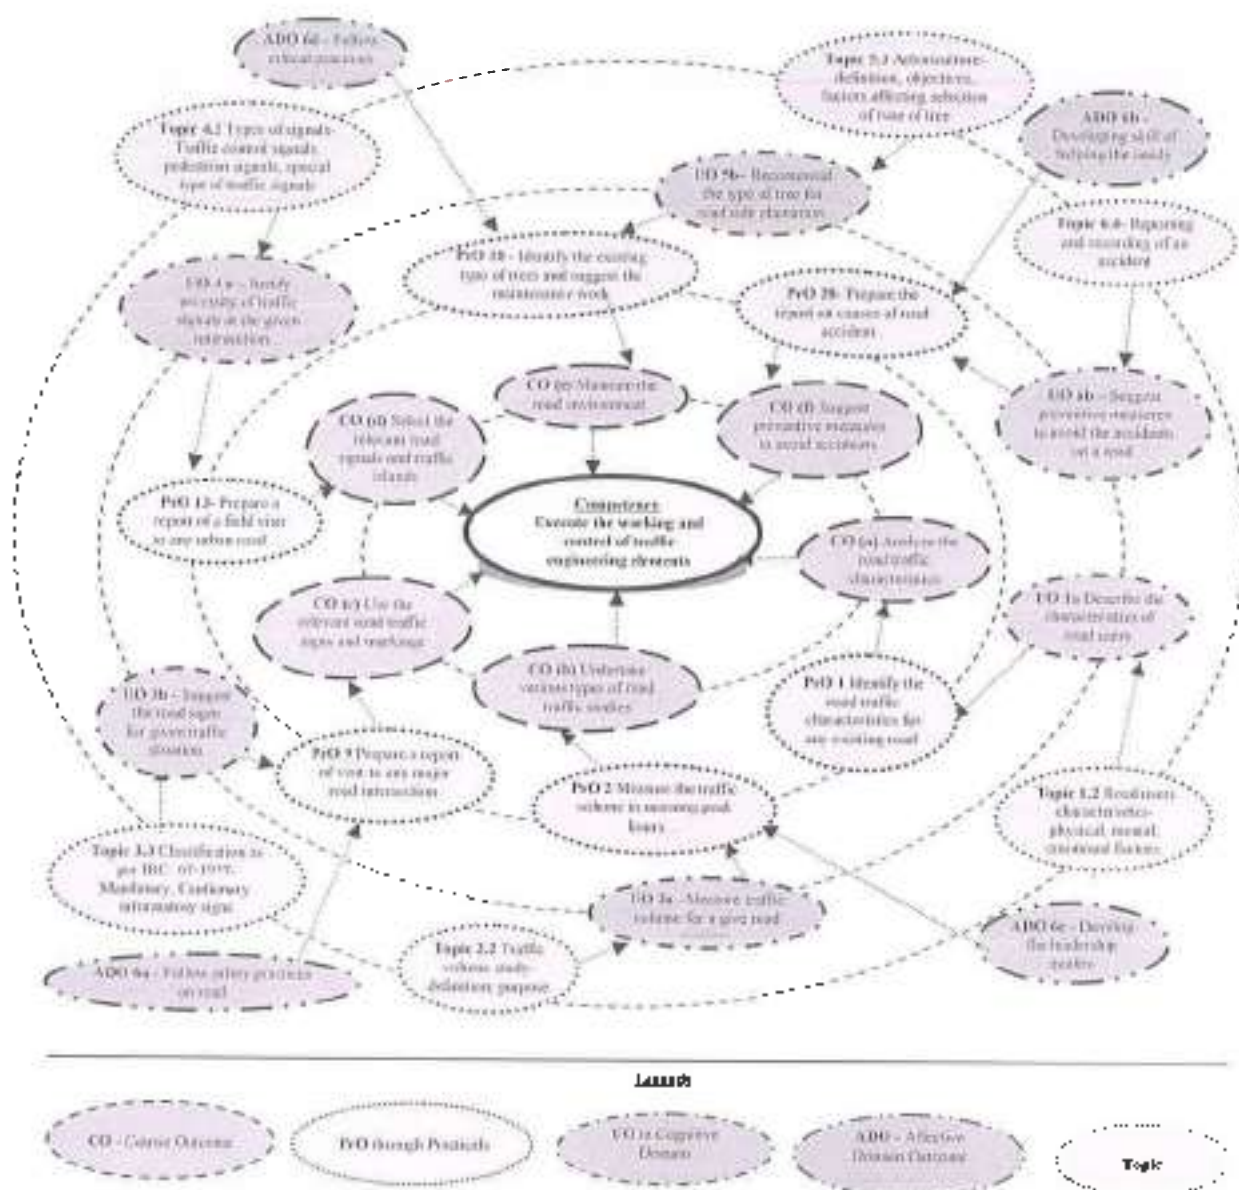 ADO 6d - Follow
ethical practices
Topic 5.3 Arboriculture-
definition, objectives,
factors affecting selection
of type of tree
Topic 4.2 Types of signals-
Traffic control signals,
pedestrian signals, special
type of traffic signals
ADO 6b -
Developing skill of
helping the needy
UO 5b- Recommend
the type of tree for
road side plantation
Topic 6.6- Reporting
and recording of an
accident
PrO - Identify the existing
type of trees and suggest the
maintenance work
UO 4a - Justify
necessity of traffic
signals at the given
intersection
PrO 20- Prepare the
report on causes of road
accident
CO (e) Maintain the
road environment
CO (d) Select the
relevant road
signals and traffic
islands
CO (f) Suggest
preventive measures
to avoid accidents
UO 6b - Suggest
preventive measures
to avoid the accidents
on a road
PrO 13- Prepare a
report of a field visit
to any urban road
Competency
Execute the working and
control of traffic
engineering elements
CO (a) Analyze the
road traffic
characteristics
CO (c) Use the
relevant road traffic
signs and markings
UO 1a Describe the
characteristics of
road users
CO (b) Undertake
various types of road
traffic studies
PrO 1 Identify the
road traffic
characteristics for
any existing road
UO 3b - Suggest
the road signs
for given traffic
situation
PrO 9 Prepare a report
of visit to any major
road intersection
PrO 2 Measure the traffic
volume in morning peak
hours
Topic 1.2 Road users
characteristics-
physical, mental,
emotional factors
Topic 3.3 Classification as
per IRC
Mandatory, Cautionary
informatory signs
UO 2a - Measure traffic
volume for a give road
ADO 6c - Develop
the leadership
Topic 2.2 Traffic
volume study-
definition, purpose
ADO 6a - Follow safety practices
on road
CO - Course Outcome
PrO through Practicals
UO in Cognitive
Domain
ADO - Affective
Domain Outcome
Topic